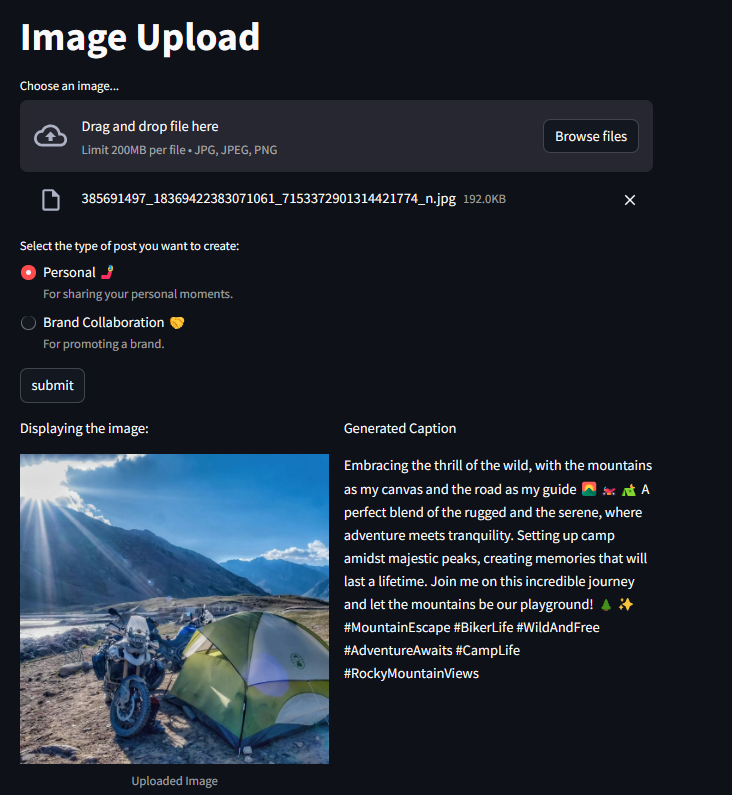 Image Upload
Choose an image...
Drag and drop file here
Limit 200MB per file • JPG, JPEG, PNG
Browse files
385691497_18369422383071061_7153372901314421774_n.jpg 192.0KB
Select the type of post you want to create:
Personal 🤳
For sharing your personal moments.
Brand Collaboration 🤝
For promoting a brand.
submit
Displaying the image:
Uploaded Image
Generated Caption
Embracing the thrill of the wild, with the mountains
as my canvas and the road as my guide 🌄 🏍️ 🏕️ A
perfect blend of the rugged and the serene, where
adventure meets tranquility. Setting up camp
amidst majestic peaks, creating memories that will
last a lifetime. Join me on this incredible journey
and let the mountains be our playground! 🌲 ✨
#MountainEscape #BikerLife #WildAndFree
#AdventureAwaits #CampLife
#RockyMountainViews